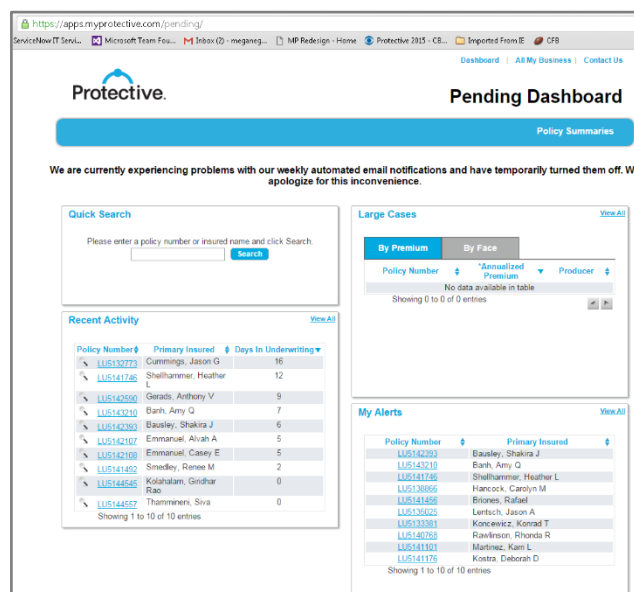 https://apps.myprotective.com/pending/
ServiceNow IT Servi... Microsoft Team Fou... Inbox (2) - meganeg... MP Redesign - Home Protective 2015 - CB... Imported From IE CFB
Dashboard | All My Business | Contact Us
Protective.
Pending Dashboard
Policy Summaries
We are currently experiencing problems with our weekly automated email notifications and have temporarily turned them off. W
apologize for this inconvenience.
Quick Search
Please enter a policy number or insured name and click Search.
Search
Recent Activity View All
Policy Number Primary Insured Days In Underwriting
LU5132773 Cummings, Jason G 16
LU5141746 Shellhammer, Heather L 12
LU5142590 Gerads, Anthony V 9
LU5143210 Banh, Amy Q 7
LU5142393 Bausley, Shakira J 6
LU5142107 Emmanuel, Alvah A 5
LU5142108 Emmanuel, Casey E 5
LU5141492 Smedley, Renee M 2
LU5144545 Kolahalam, Giridhar Rao 0
LU5144557 Thammineni, Siva 0
Showing 1 to 10 of 10 entries
Large Cases View All
By Premium By Face
Policy Number *Annualized Premium Producer
No data available in table
Showing 0 to 0 of 0 entries
My Alerts View All
Policy Number Primary Insured
LU5142393 Bausley, Shakira J
LU5143210 Banh, Amy Q
LU5141746 Shellhammer, Heather L
LU5138866 Hancock, Carolyn M
LU5141456 Briones, Rafael
LU5136025 Lentsch, Jason A
LU5133381 Koncewicz, Konrad T
LU5140768 Rawlinson, Rhonda R
LU5141101 Martinez, Karri L
LU5141176 Kostra, Deborah D
Showing 1 to 10 of 10 entries